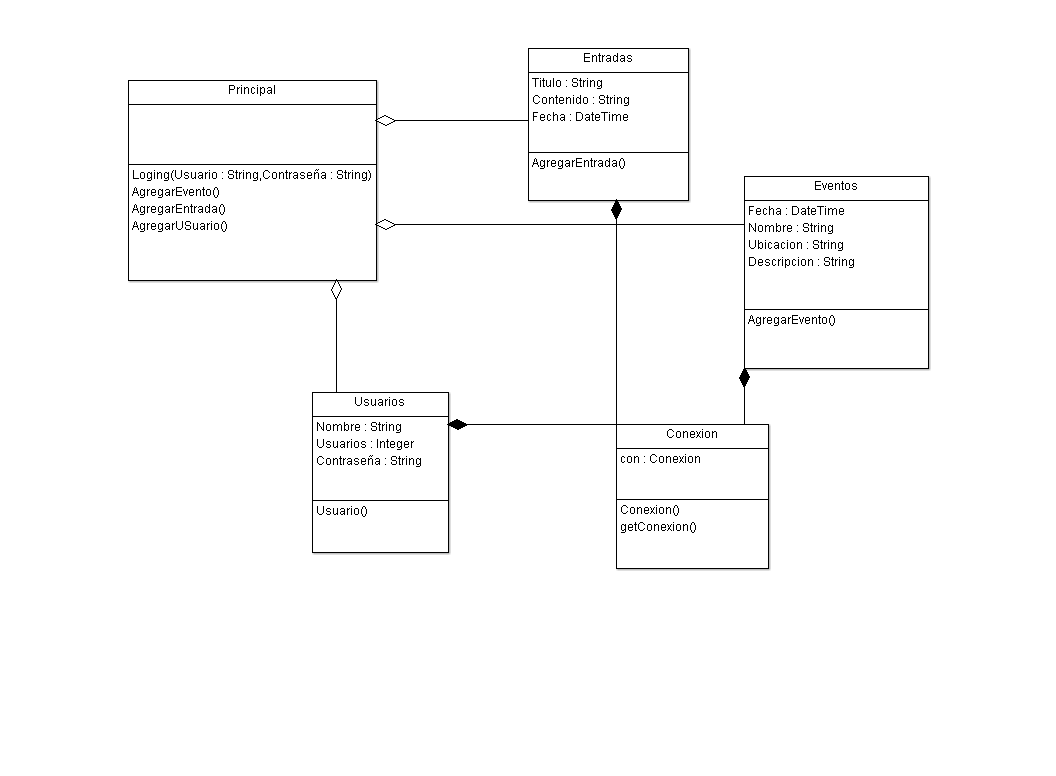 Principal
Loging(Usuario : String,Contraseña : String)
AgregarEvento()
AgregarEntrada()
AgregarUSuario()
Entradas
Titulo : String
Contenido : String
Fecha : DateTime
AgregarEntrada()
Eventos
Fecha : DateTime
Nombre : String
Ubicacion : String
Descripcion : String
AgregarEvento()
Usuarios
Nombre : String
Usuarios : Integer
Contraseña : String
Usuario()
Conexion
con : Conexion
Conexion()
getConexion()